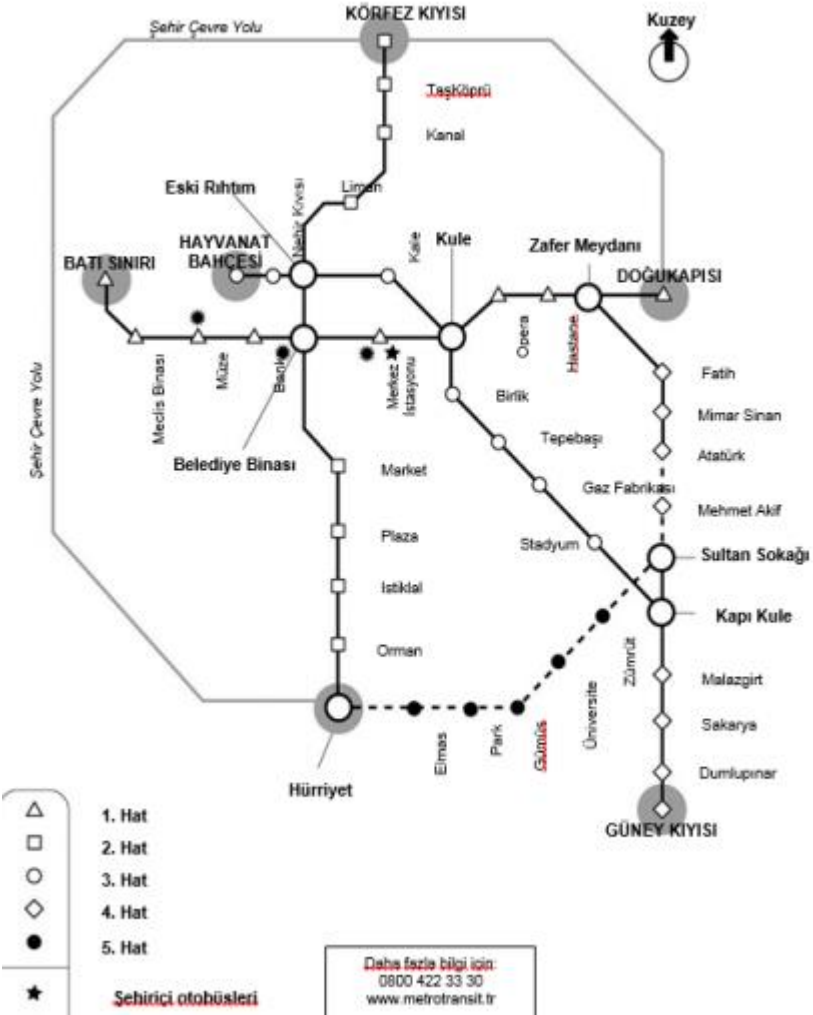 KÖRFEZ KIYISI
Kuzey
Şehir Çevre Yolu
TaşKöprü
Kanal
Eski Rıhtım
Liman
Nehir Kıyısı
HAYVANAT
BAHÇESİ
Kale
Kule
Zafer Meydanı
BATI SINIRI
DOĞUKAPISI
Meclis Binası
Müze
Banka
Merkez
İstasyonu
Opera
Hastane
Fatih
Birlik
Mimar Sinan
Tepebaşı
Atatürk
Belediye Binası
Market
Gaz Fabrikası
Mehmet Akif
Şehir Çevre Yolu
Plaza
Stadyum
Sultan Sokağı
İstiklal
Kapı Kule
Orman
Zümrüt
Malazgirt
Üniversite
Sakarya
Elmas
Park
Gümüş
Dumlupınar
Hürriyet
GÜNEY KIYISI
1. Hat
2. Hat
3. Hat
4. Hat
5. Hat
Şehiriçi otobüsleri
Daha fazla bilgi için:
0800 422 33 30
www.metrotransit.tr